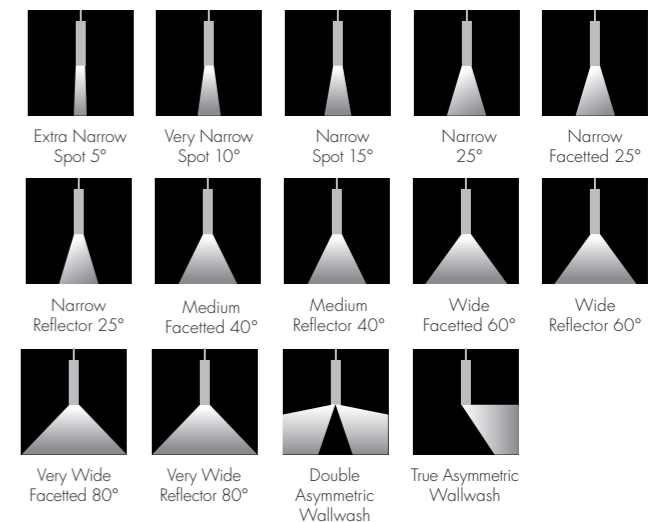 Extra Narrow
Spot 5°
Very Narrow
Spot 10°
Narrow
Spot 15°
Narrow
25°
Narrow
Facetted 25°
Narrow
Reflector 25°
Medium
Facetted 40°
Medium
Reflector 40°
Wide
Facetted 60°
Wide
Reflector 60°
Very Wide
Facetted 80°
Very Wide
Reflector 80°
Double
Asymmetric
Wallwash
True Asymmetric
Wallwash